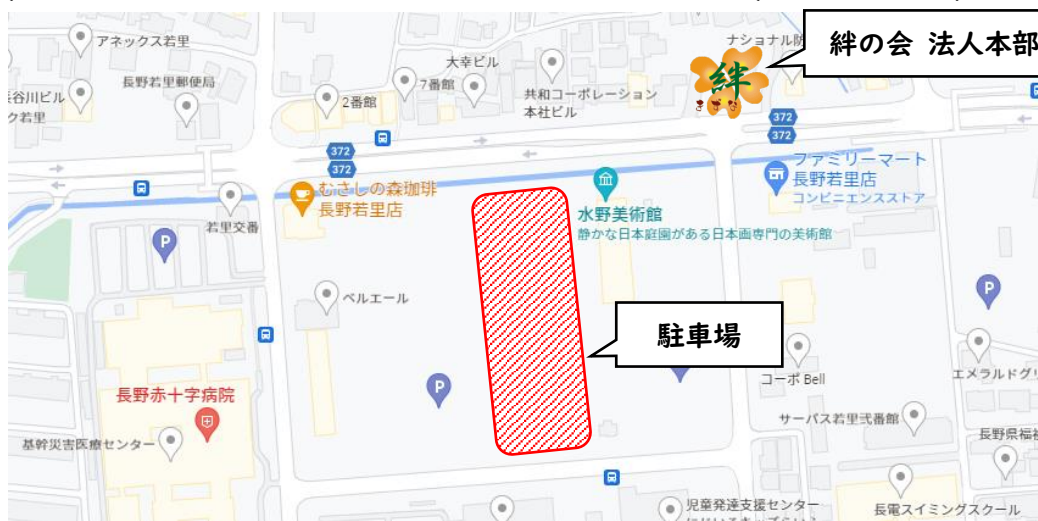 アネックス若里
長野若里郵便局
谷川ビル
ク若里
2番館
7番館
大幸ビル
共和コーポレーション
本社ビル
ナショナル防
絆の会 法人本部
絆
きずな
372
372
372
372
むさしの森珈琲
長野若里店
若里交番
P
水野美術館
静かな日本庭園がある日本画専門の美術館
ファミリーマート
長野若里店
コンビニエンスストア
ベルエール
駐車場
P
P
コーポ Bell
エメラルドグリ
長野赤十字病院
基幹災害医療センター
サーパス若里弐番館
長野県福祉
児童発達支援センター
長電スイミングスクール